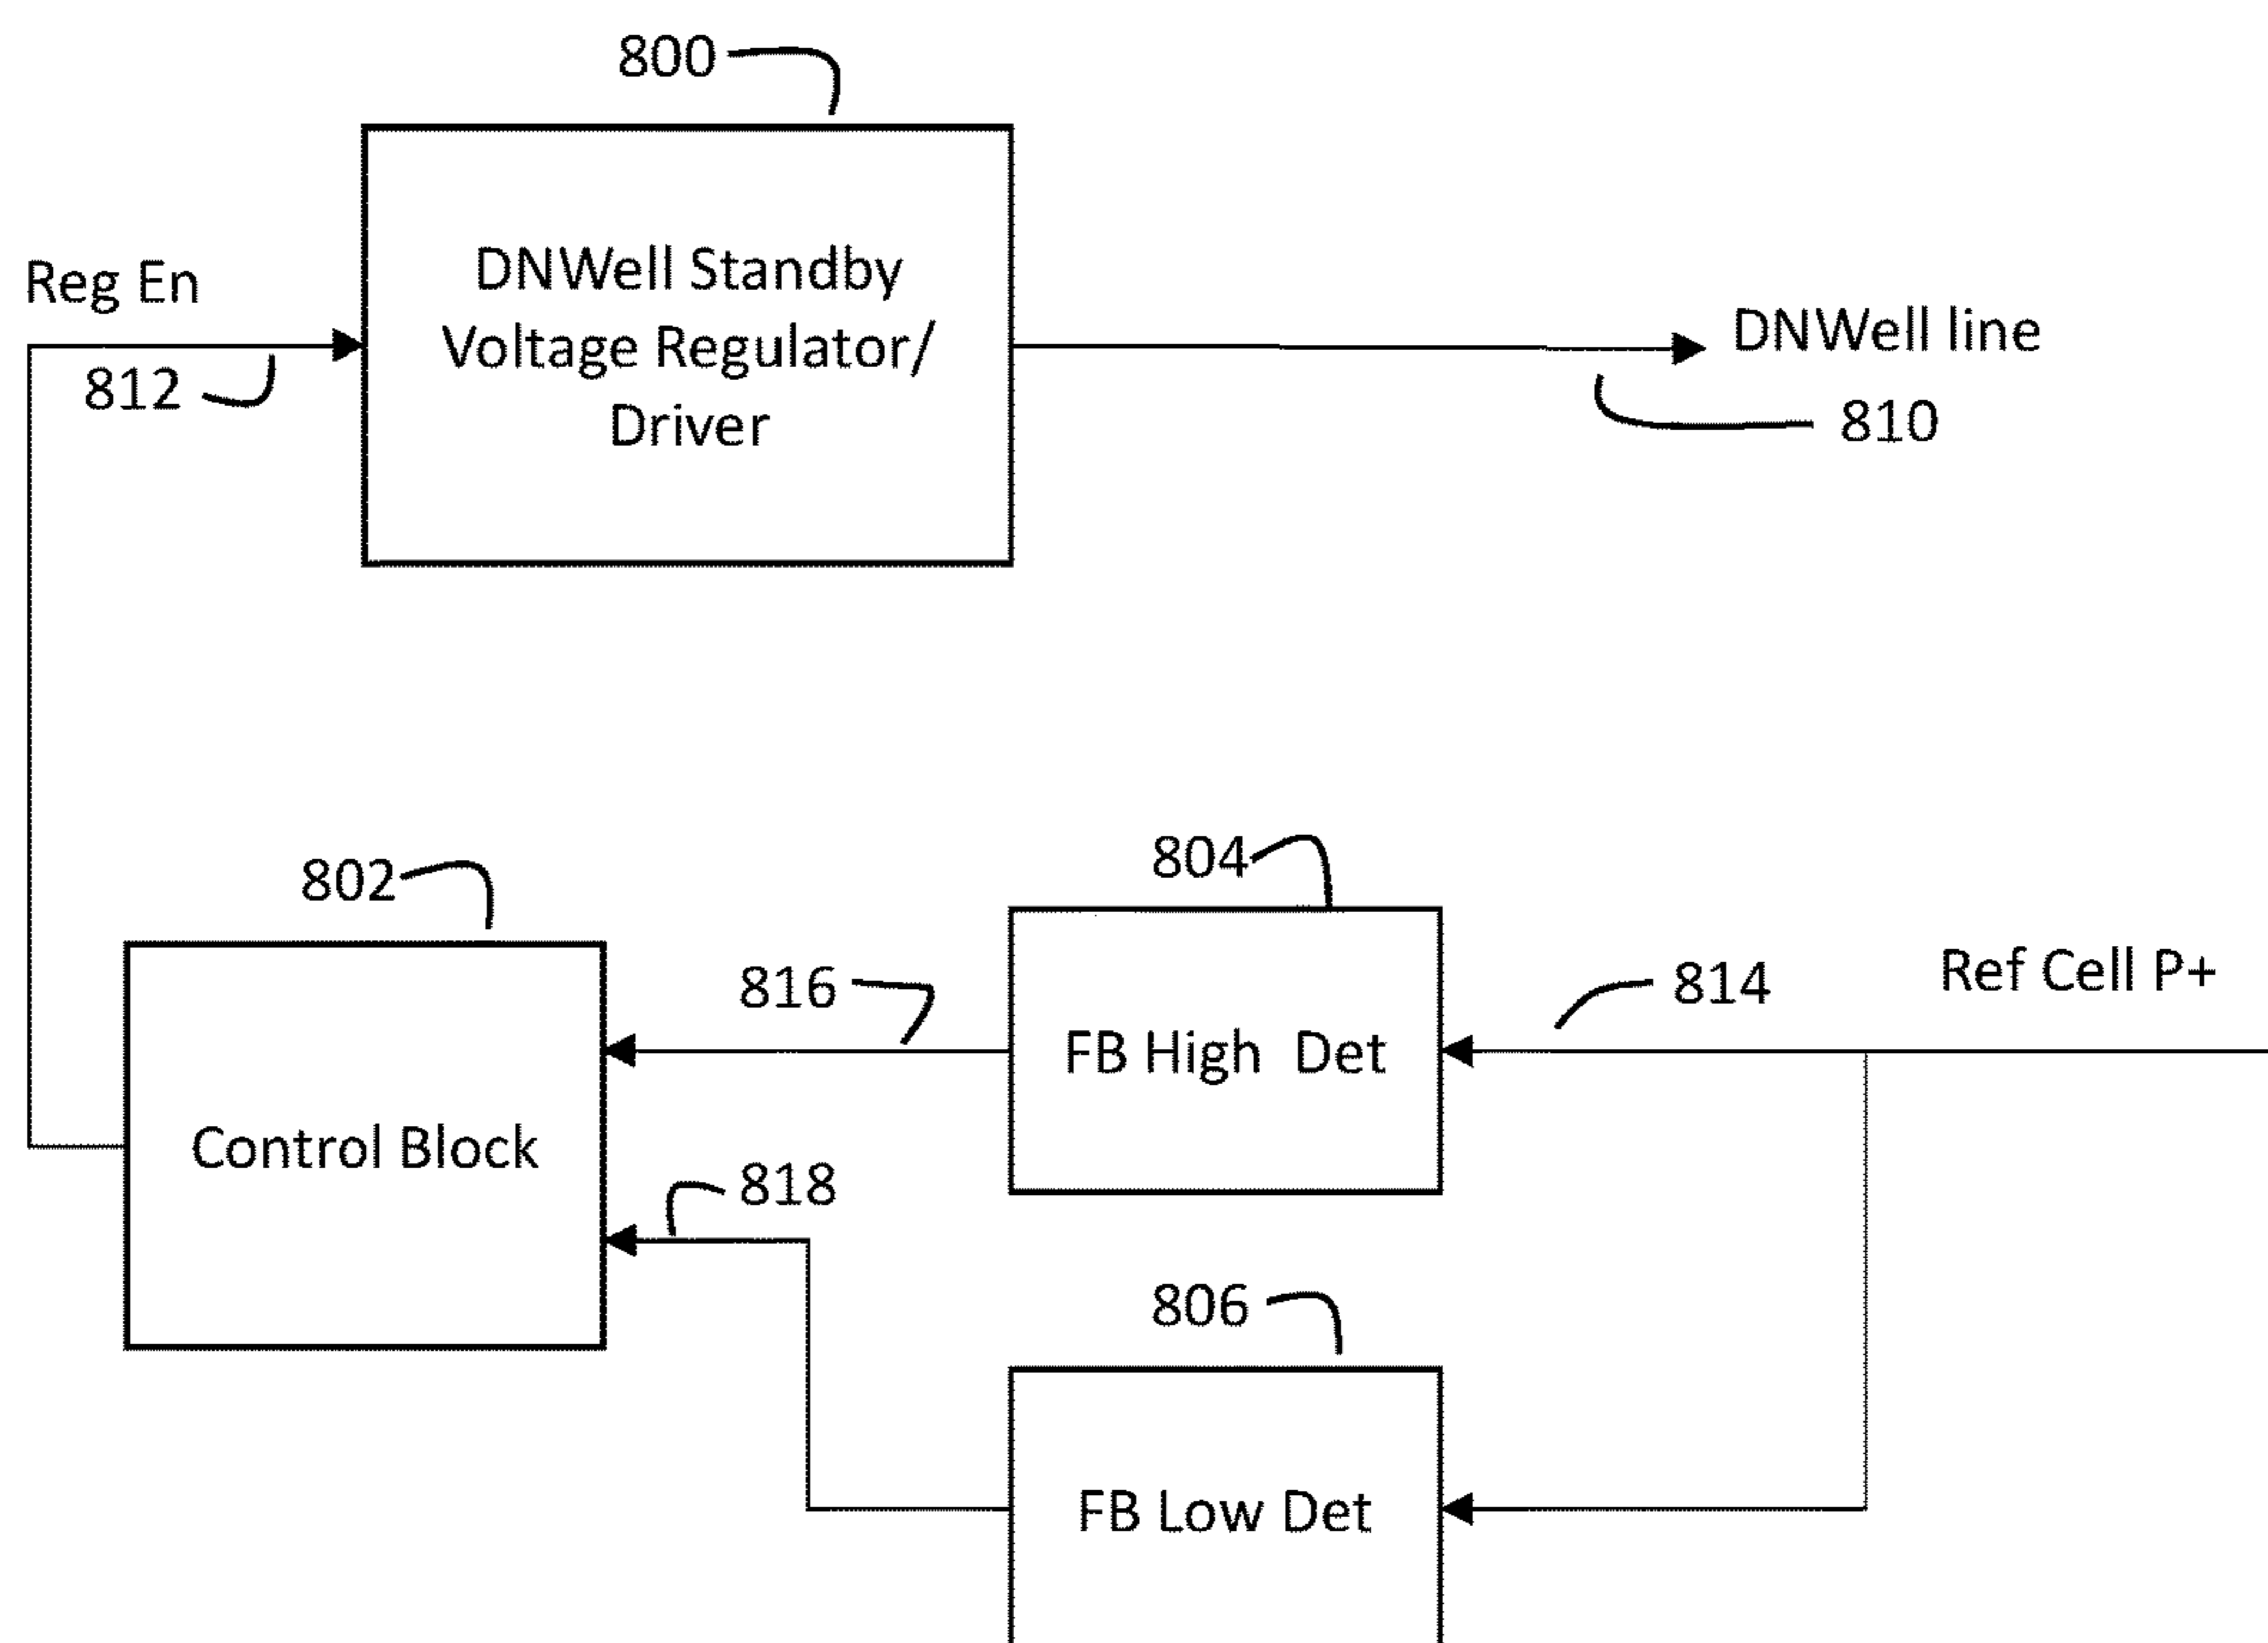 800
DNWell Standby
Voltage Regulator/
Driver
Reg En
812
DNWell line
810
802
Control Block
804
FB High Det
816
814
Ref Cell P+
818
806
FB Low Det